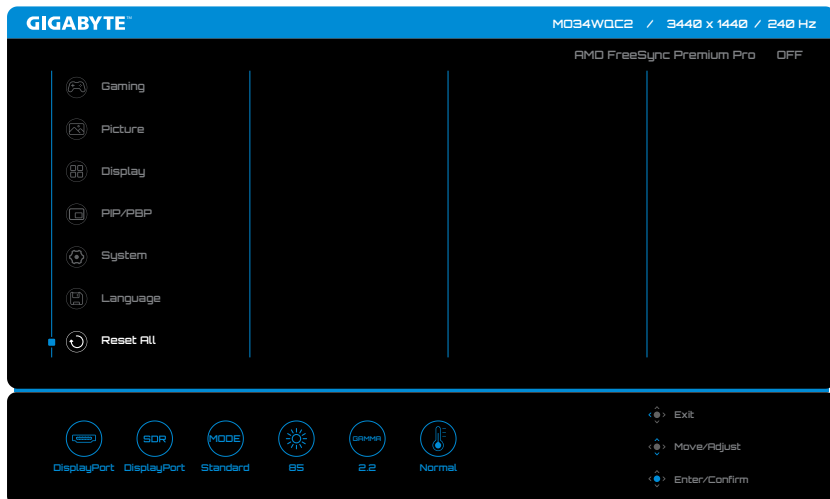 GIGABYTE™
MO34WQC2 / 3440 x 1440 / 240 Hz
AMD FreeSync Premium Pro OFF
Gaming
Picture
Display
PIP/PBP
System
Language
Reset All
SDR
MODE
GAMMA
DisplayPort DisplayPort Standard 85 2.2 Normal
Exit
Move/Adjust
Enter/Confirm